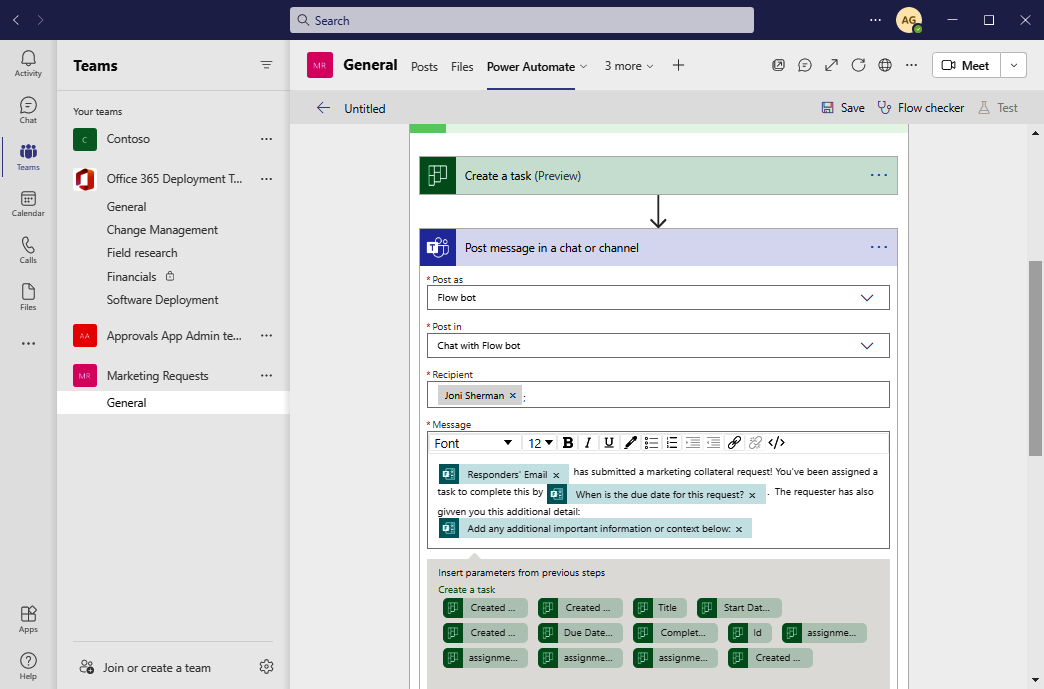 Search
AG
Activity
Chat
Teams
Calendar
Calls
Files
Apps
Help
Teams
Your teams
C
Contoso
Office 365 Deployment T...
General
Change Management
Field research
Financials
Software Deployment
AA
Approvals App Admin te...
MR
Marketing Requests
General
Join or create a team
MR
General
Posts
Files
Power Automate
3 more
Meet
Untitled
Save
Flow checker
Test
Create a task (Preview)
Post message in a chat or channel
* Post as
Flow bot
* Post in
Chat with Flow bot
* Recipient
Joni Sherman × ;
* Message
Font
12
B I U </>
Responders' Email × has submitted a marketing collateral request! You've been assigned a
task to complete this by When is the due date for this request? × . The requester has also
givven you this additional detail:
Add any additional important information or context below: ×
Insert parameters from previous steps
Create a task
Created ... Created ... Title Start Dat...
Created ... Due Date... Complet... Id assignme...
assignme... assignme... assignme... Created ...